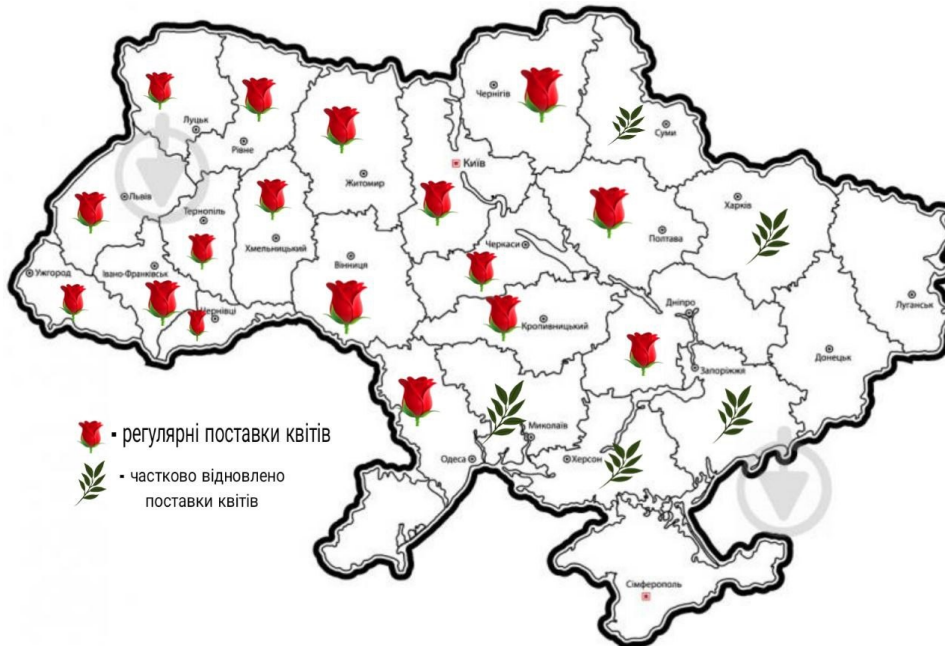 Чернігів
Луцьк
Рівне
Суми
Київ
Житомир
Львів
Тернопіль
Хмельницький
Харків
Полтава
Черкаси
Вінниця
Ужгород
Івано-Франківськ
Чернівці
Кропивницький
Дніпро
Луганськ
Донецьк
Запоріжжя
Миколаїв
Одеса
Херсон
- регулярні поставки квітів
- частково відновлено
поставки квітів
Сімферополь